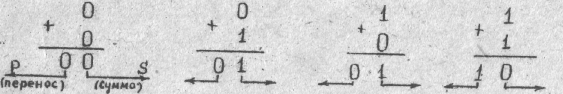 0 0 1 1
+ + + +
0 1 0 1
P 0 0 S 0 1 0 1 1 0
(перенос) (сумма)